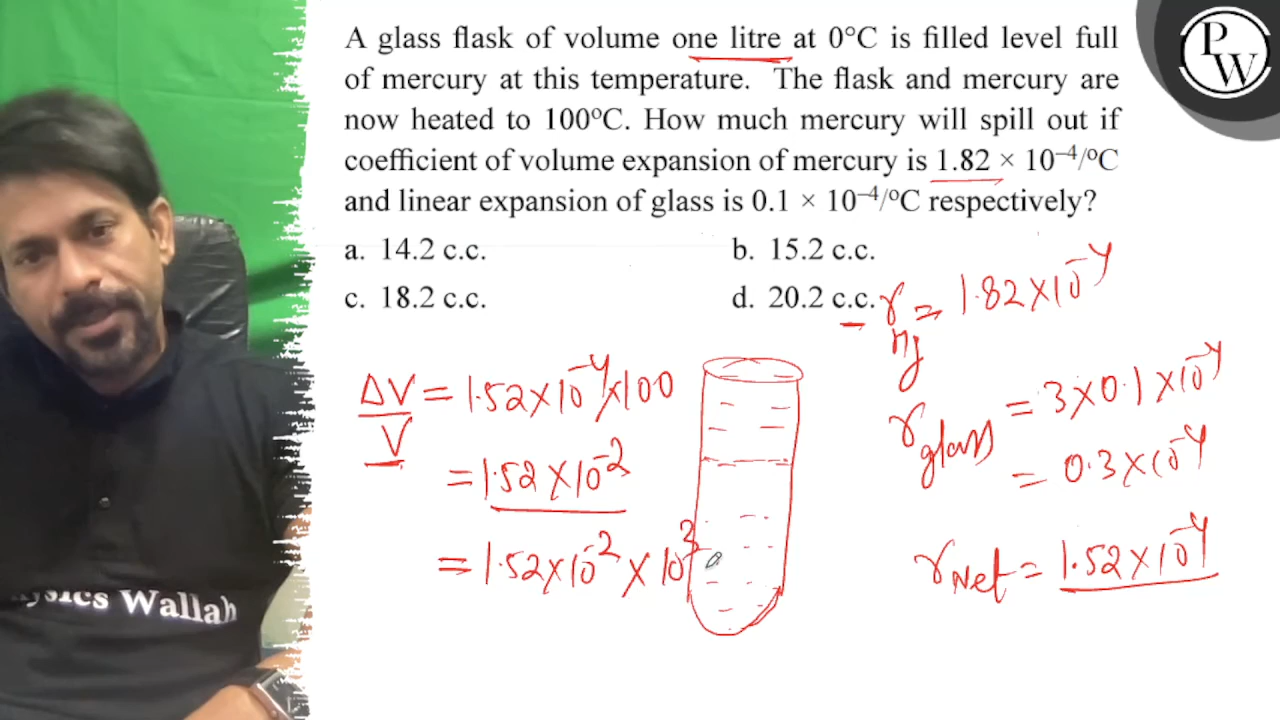 A glass flask of volume one litre at 0°C is filled level full
of mercury at this temperature. The flask and mercury are
now heated to 100°C. How much mercury will spill out if
coefficient of volume expansion of mercury is 1.82 × 10⁻⁴/°C
and linear expansion of glass is 0.1 × 10⁻⁴/°C respectively?
a. 14.2 c.c.
b. 15.2 c.c.
c. 18.2 c.c.
d. 20.2 c.c.
PW
γ = 1.82×10⁻⁴
Hg
ΔV/V = 1.52×10⁻⁴×100
= 1.52×10⁻²
= 1.52×10⁻² × 10³
γ glass = 3×0.1×10⁻⁴
= 0.3×10⁻⁴
γ Net = 1.52×10⁻⁴
ysics Wallah